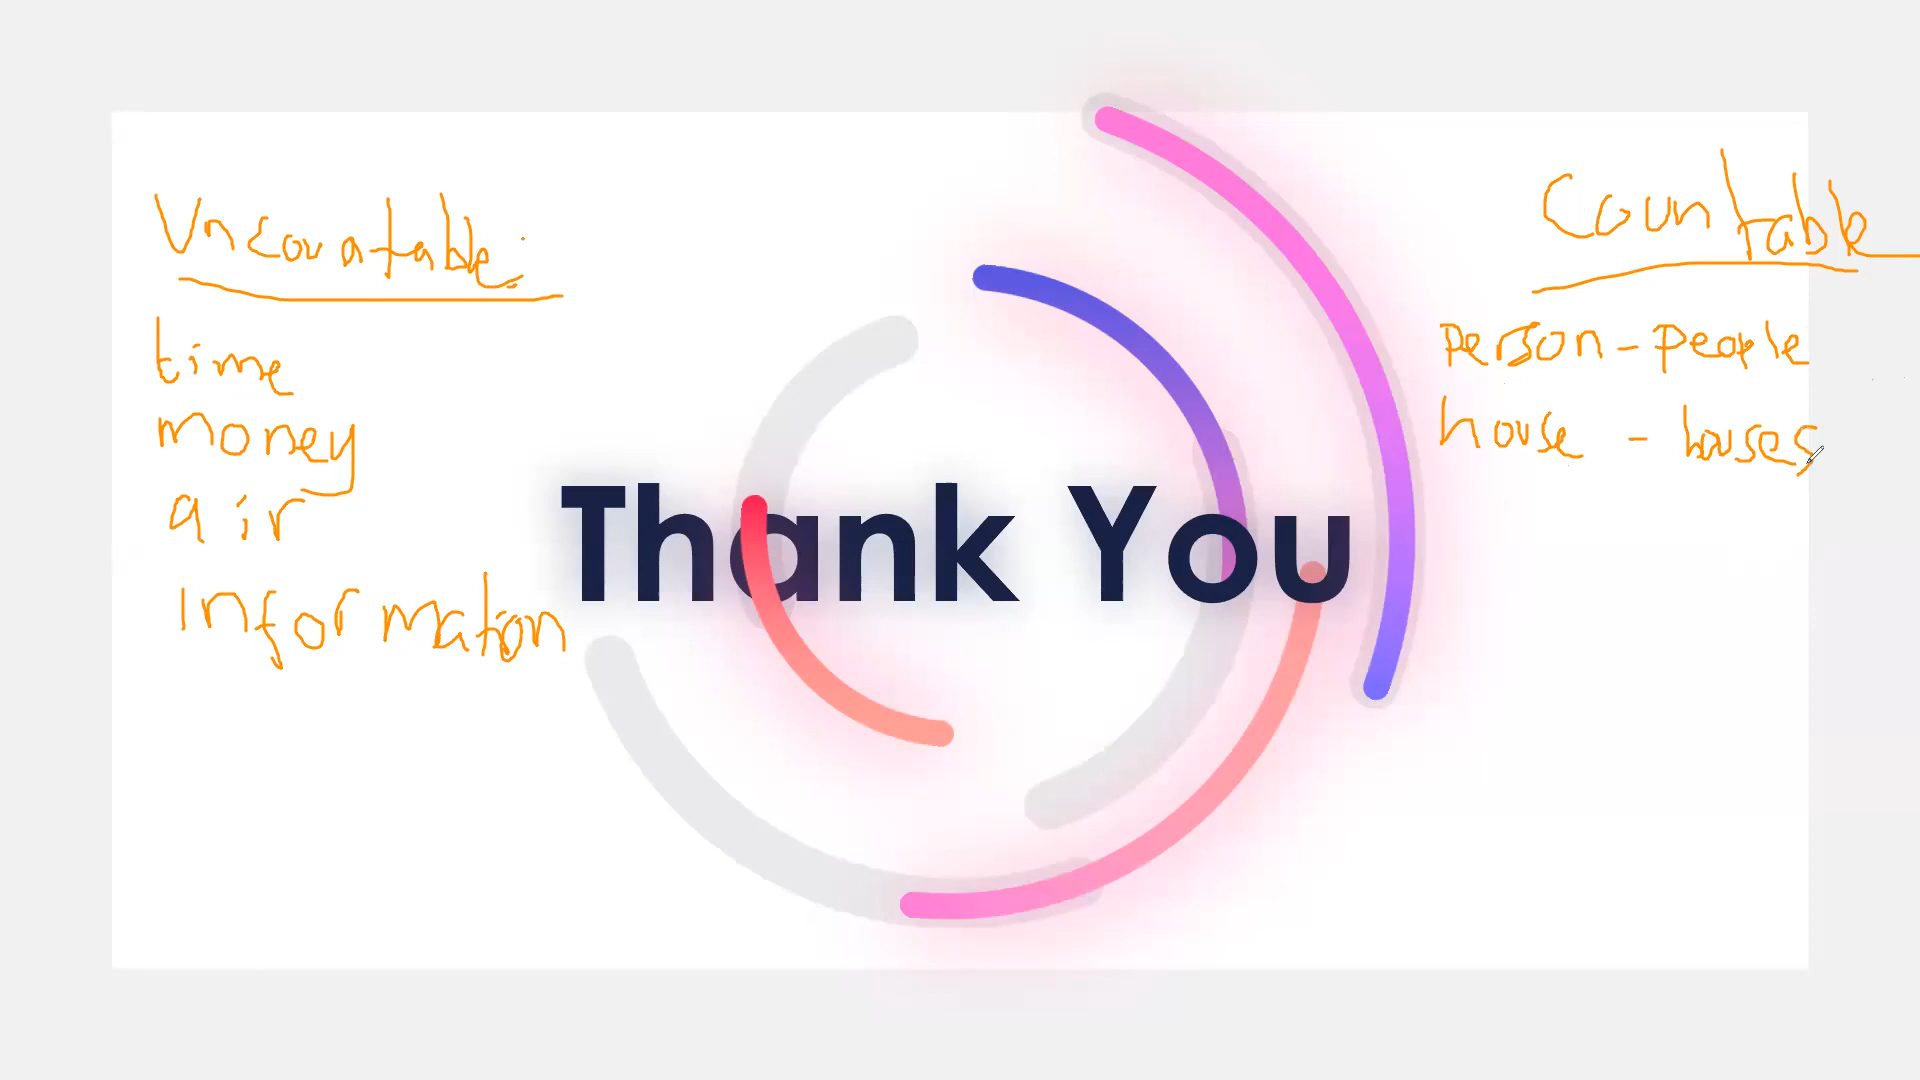 Uncountable:
time
money
air
information
Thank You
Countable
person - people
house - houses